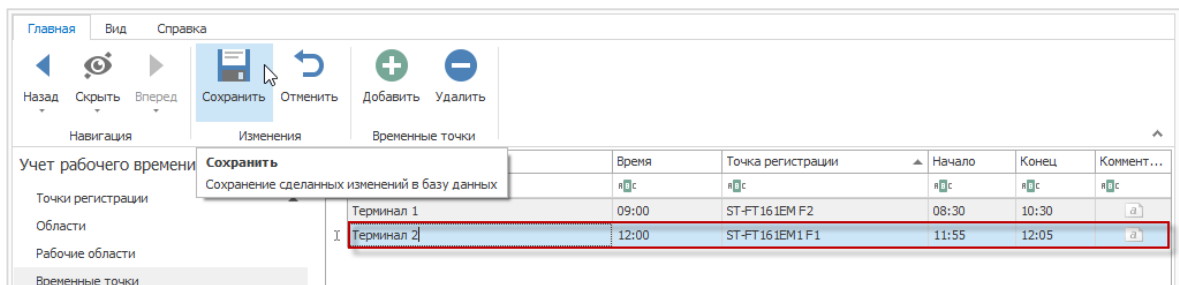 Главная Вид Справка
Назад Скрыть Вперед Сохранить Отменить Добавить Удалить
Навигация Изменения Временные точки
Учет рабочего времени
Сохранить
Сохранение сделанных изменений в базу данных
Время Точка регистрации Начало Конец Коммент...
Точки регистрации
Области
Рабочие области
Временные точки
Терминал 1 09:00 ST-FT161EM F2 08:30 10:30
Терминал 2 12:00 ST-FT161EM1 F1 11:55 12:05